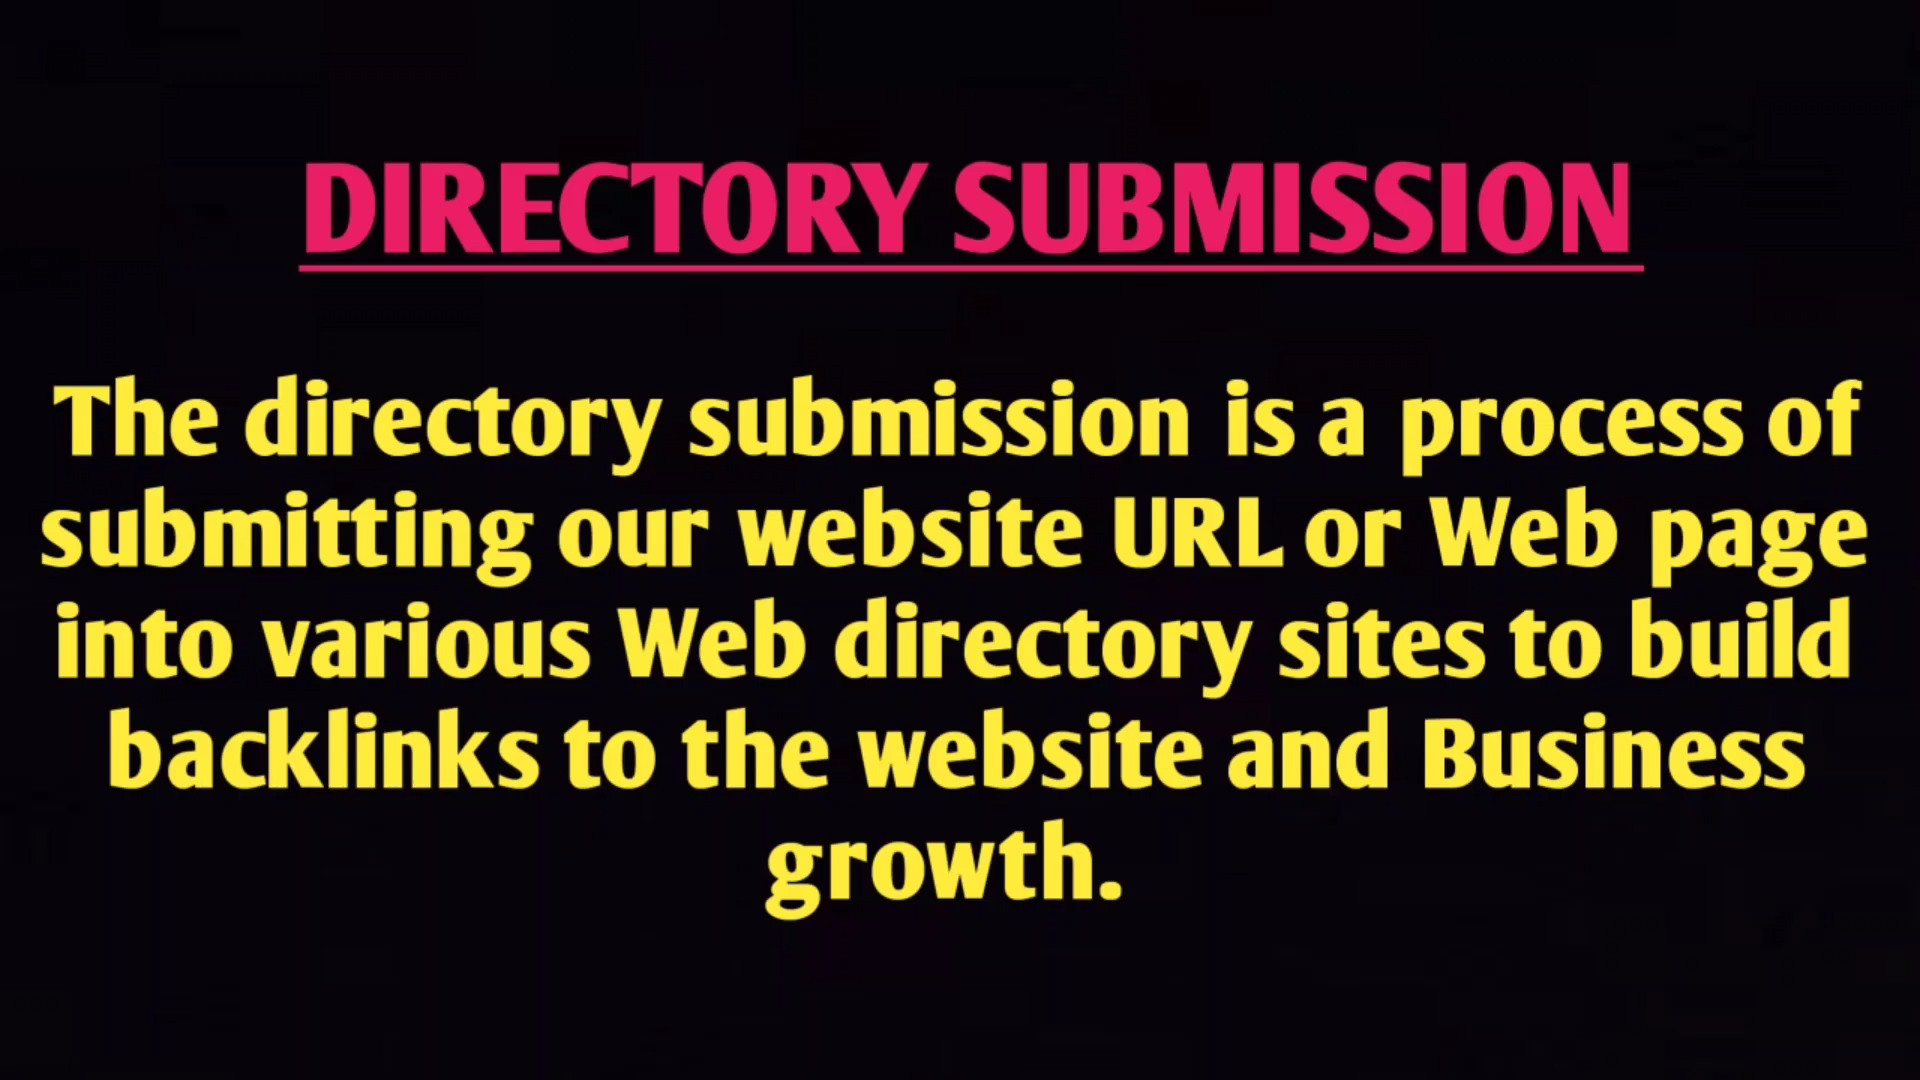 DIRECTORY SUBMISSION
The directory submission is a process of
submitting our website URL or Web page
into various Web directory sites to build
backlinks to the website and Business
growth.